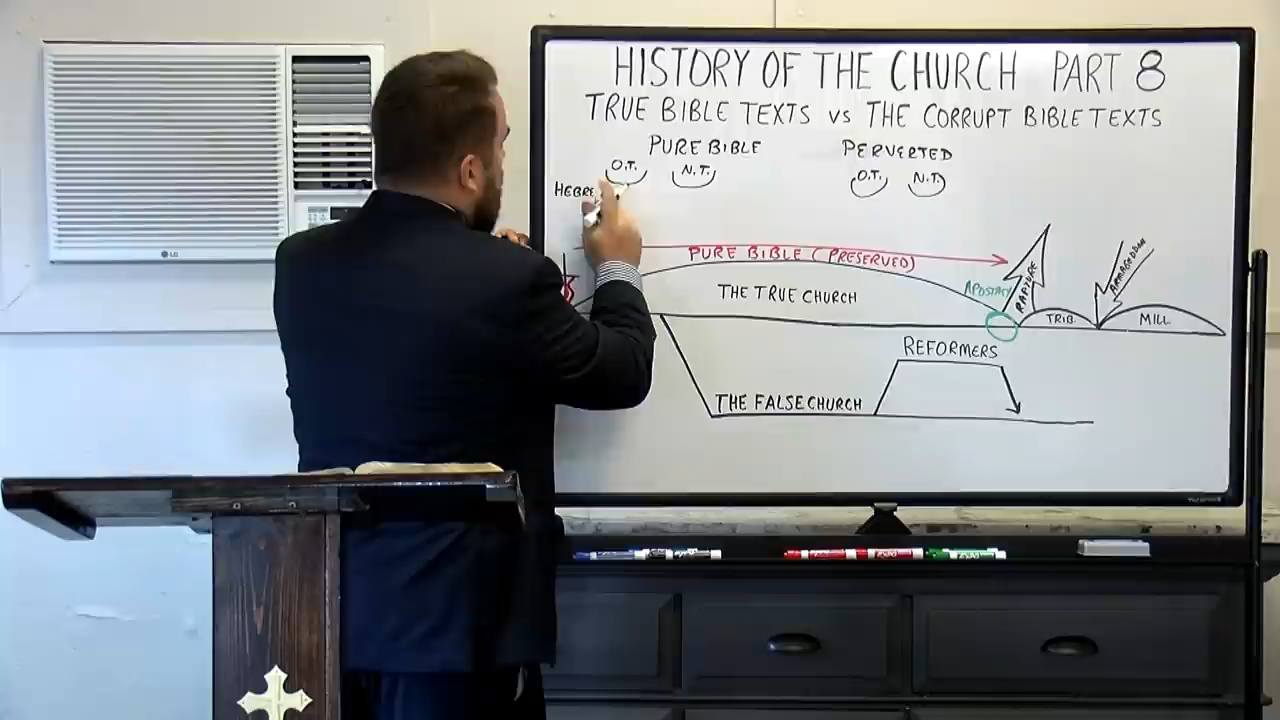 HISTORY OF THE CHURCH PART 8
TRUE BIBLE TEXTS VS THE CORRUPT BIBLE TEXTS
PURE BIBLE PERVERTED
O.T. N.T. O.T. N.T.
HEBRE
PURE BIBLE (PRESERVED)
THE TRUE CHURCH
APOSTASY
RAPTURE
ARMAGEDDON
TRIB. MILL.
REFORMERS
THE FALSE CHURCH
LG